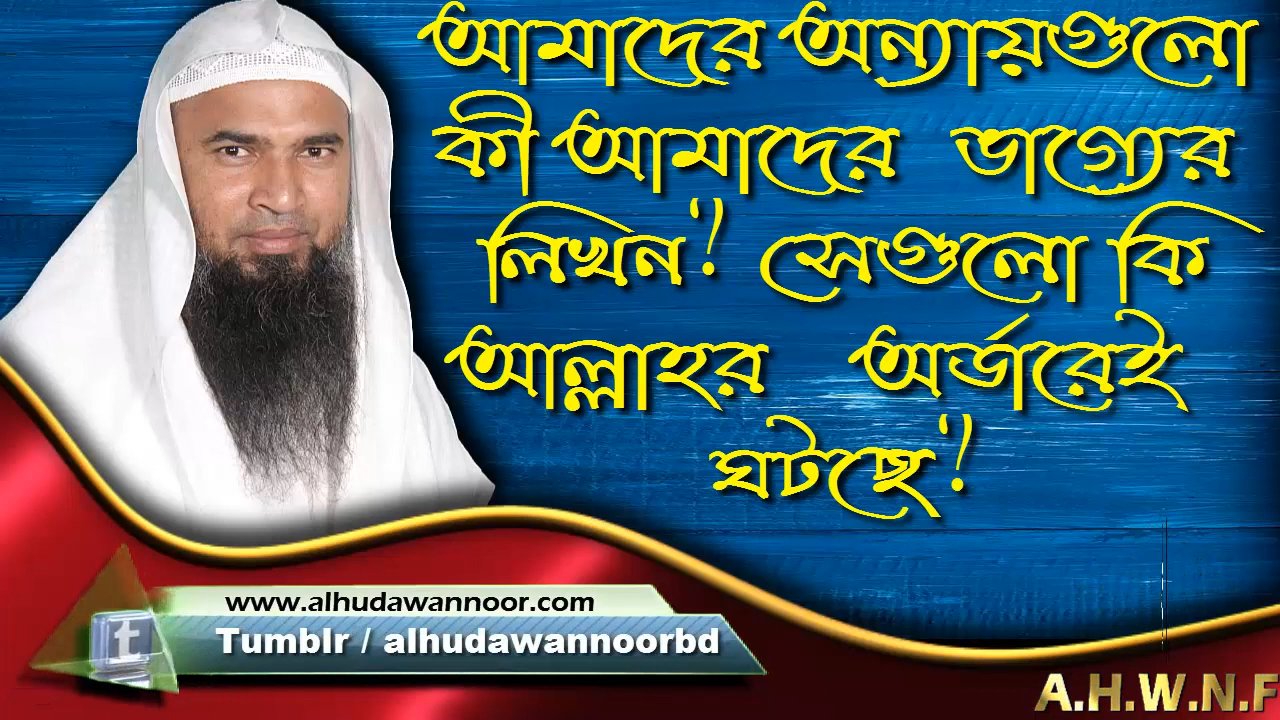 আমাদের অন্যায়গুলো
কী আমাদের ভাগ্যের
লিখন? সেগুলো কি
আল্লাহর অর্ডারেই
ঘটছে?
www.alhudawannoor.com
t
Tumblr / alhudawannoorbd
A.H.W.N.F